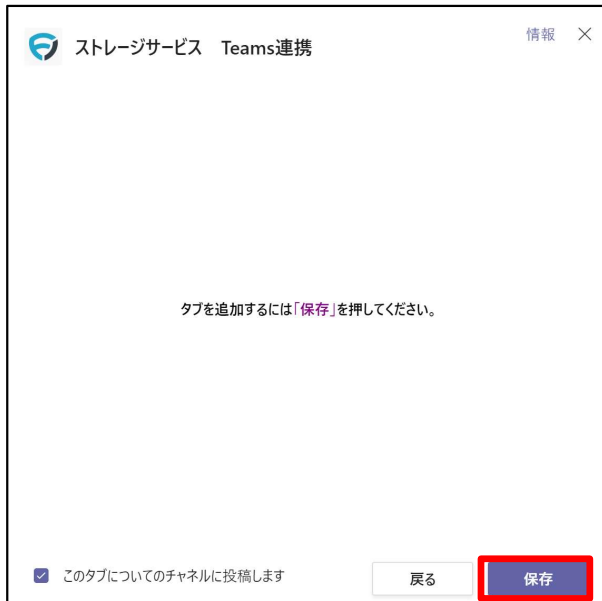 ストレージサービス　Teams連携
情報
タブを追加するには「保存」を押してください。
このタブについてのチャネルに投稿します
戻る
保存